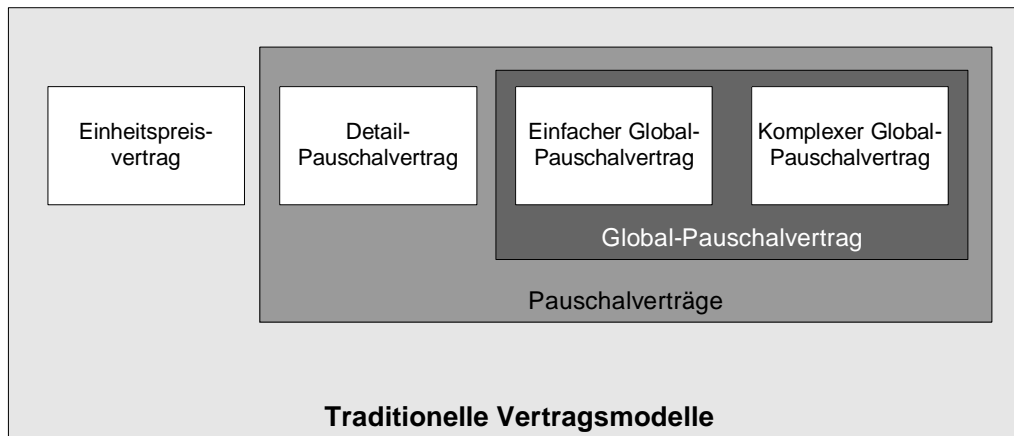 Einheitspreis-
vertrag
Detail-
Pauschalvertrag
Einfacher Global-
Pauschalvertrag
Komplexer Global-
Pauschalvertrag
Global-Pauschalvertrag
Pauschalverträge
Traditionelle Vertragsmodelle